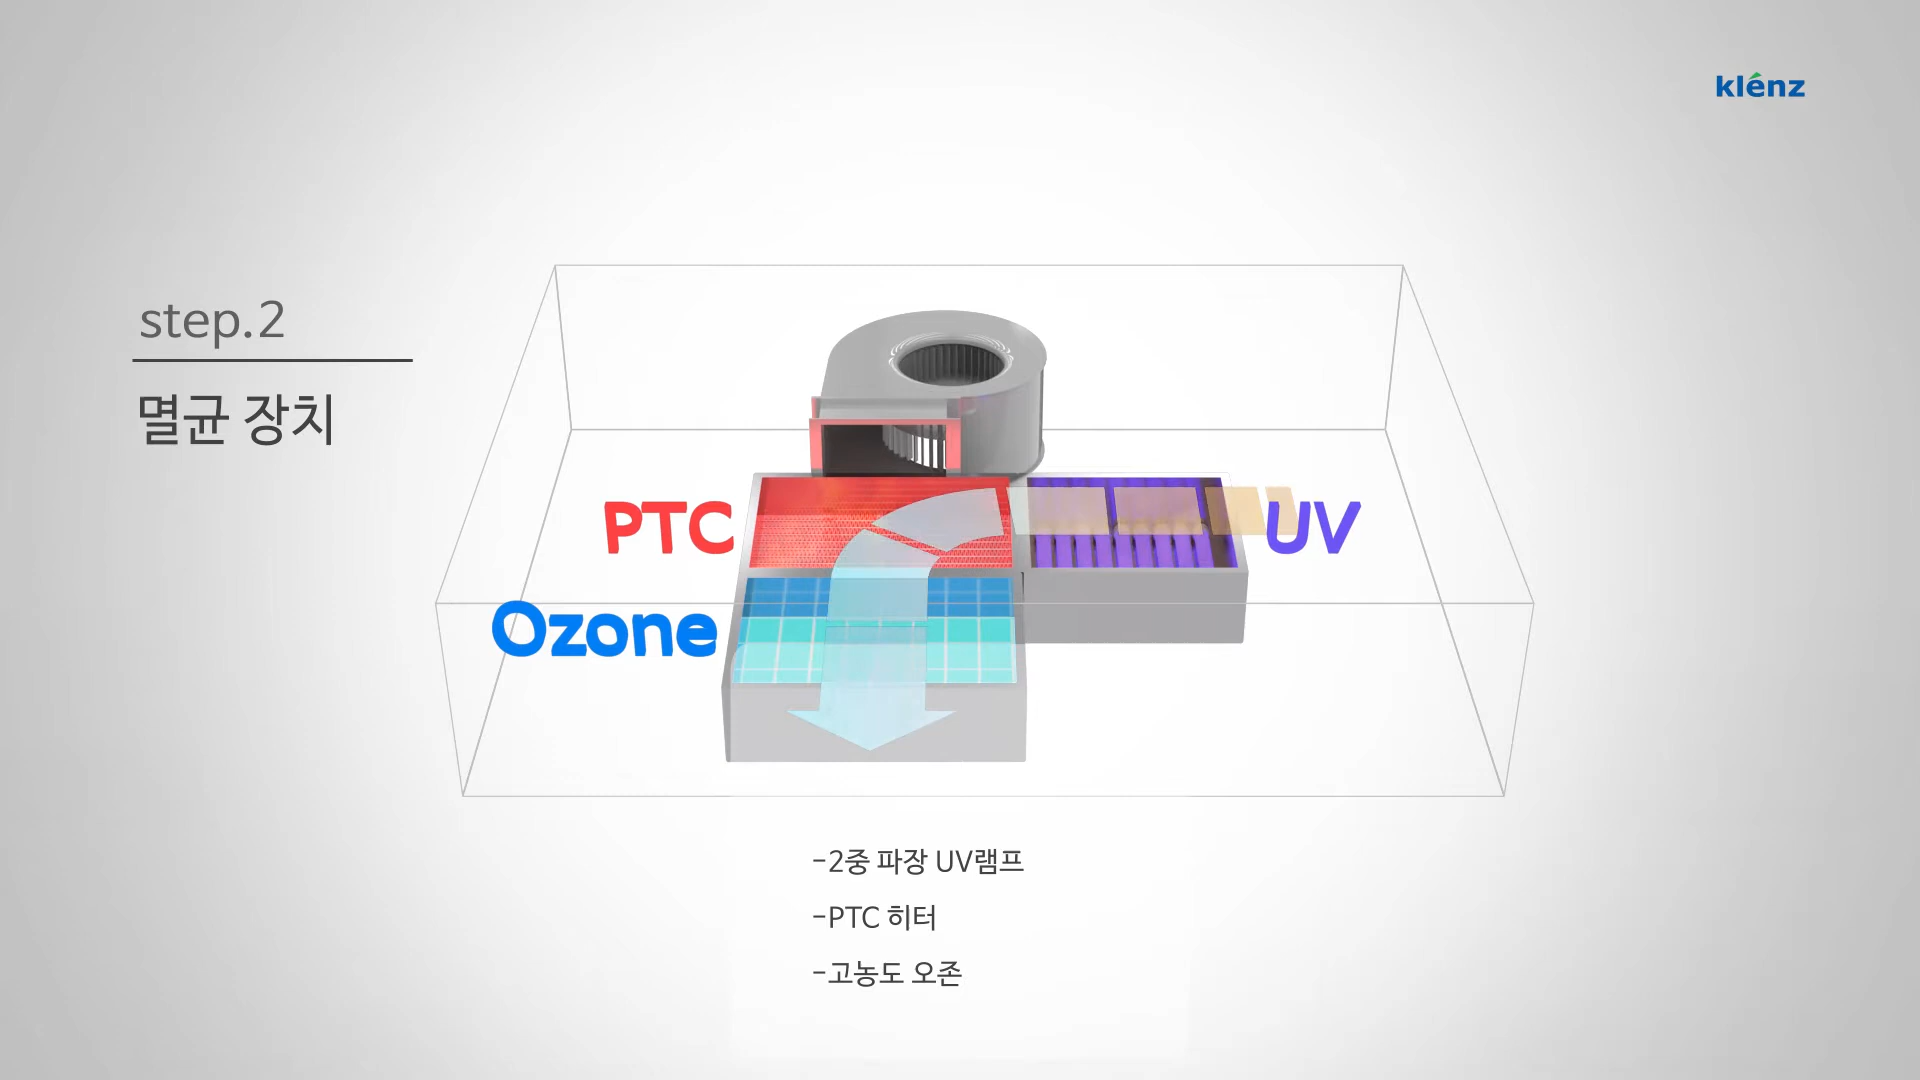 klénz
step.2
멸균 장치
PTC
UV
Ozone
-2중 파장 UV램프
-PTC 히터
-고농도 오존